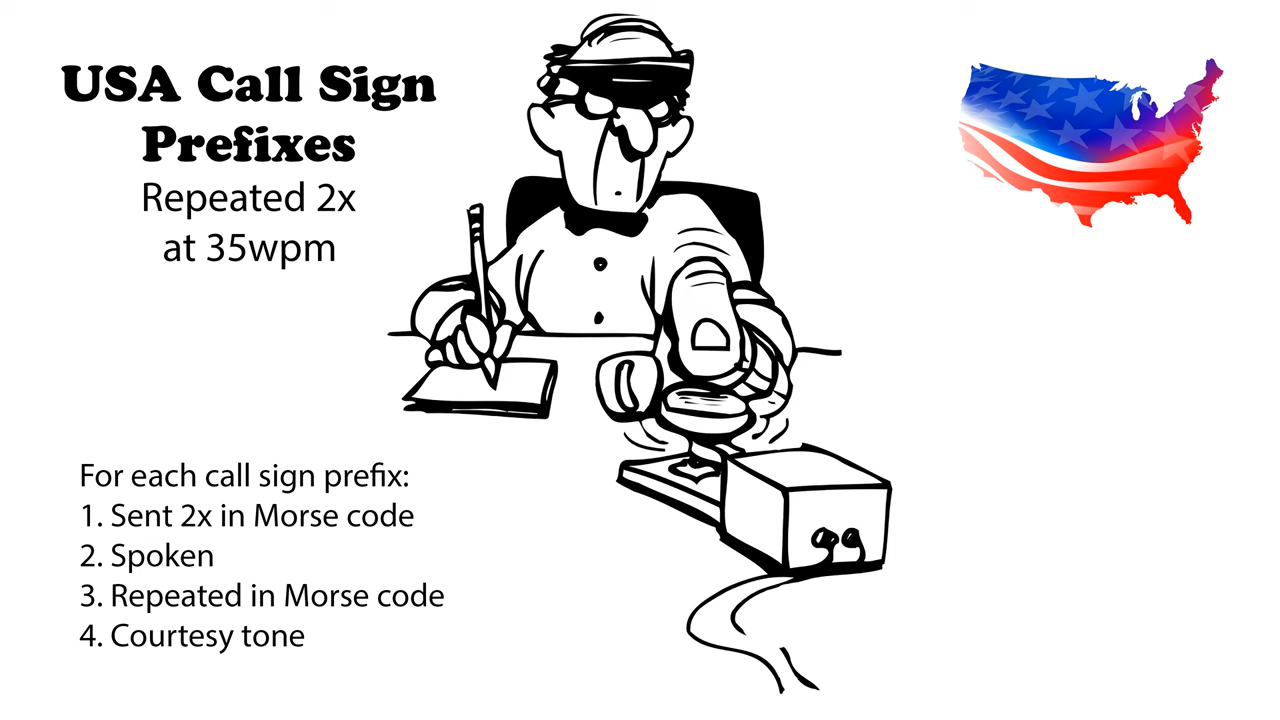 USA Call Sign
Prefixes
Repeated 2x
at 35wpm
For each call sign prefix:
1. Sent 2x in Morse code
2. Spoken
3. Repeated in Morse code
4. Courtesy tone